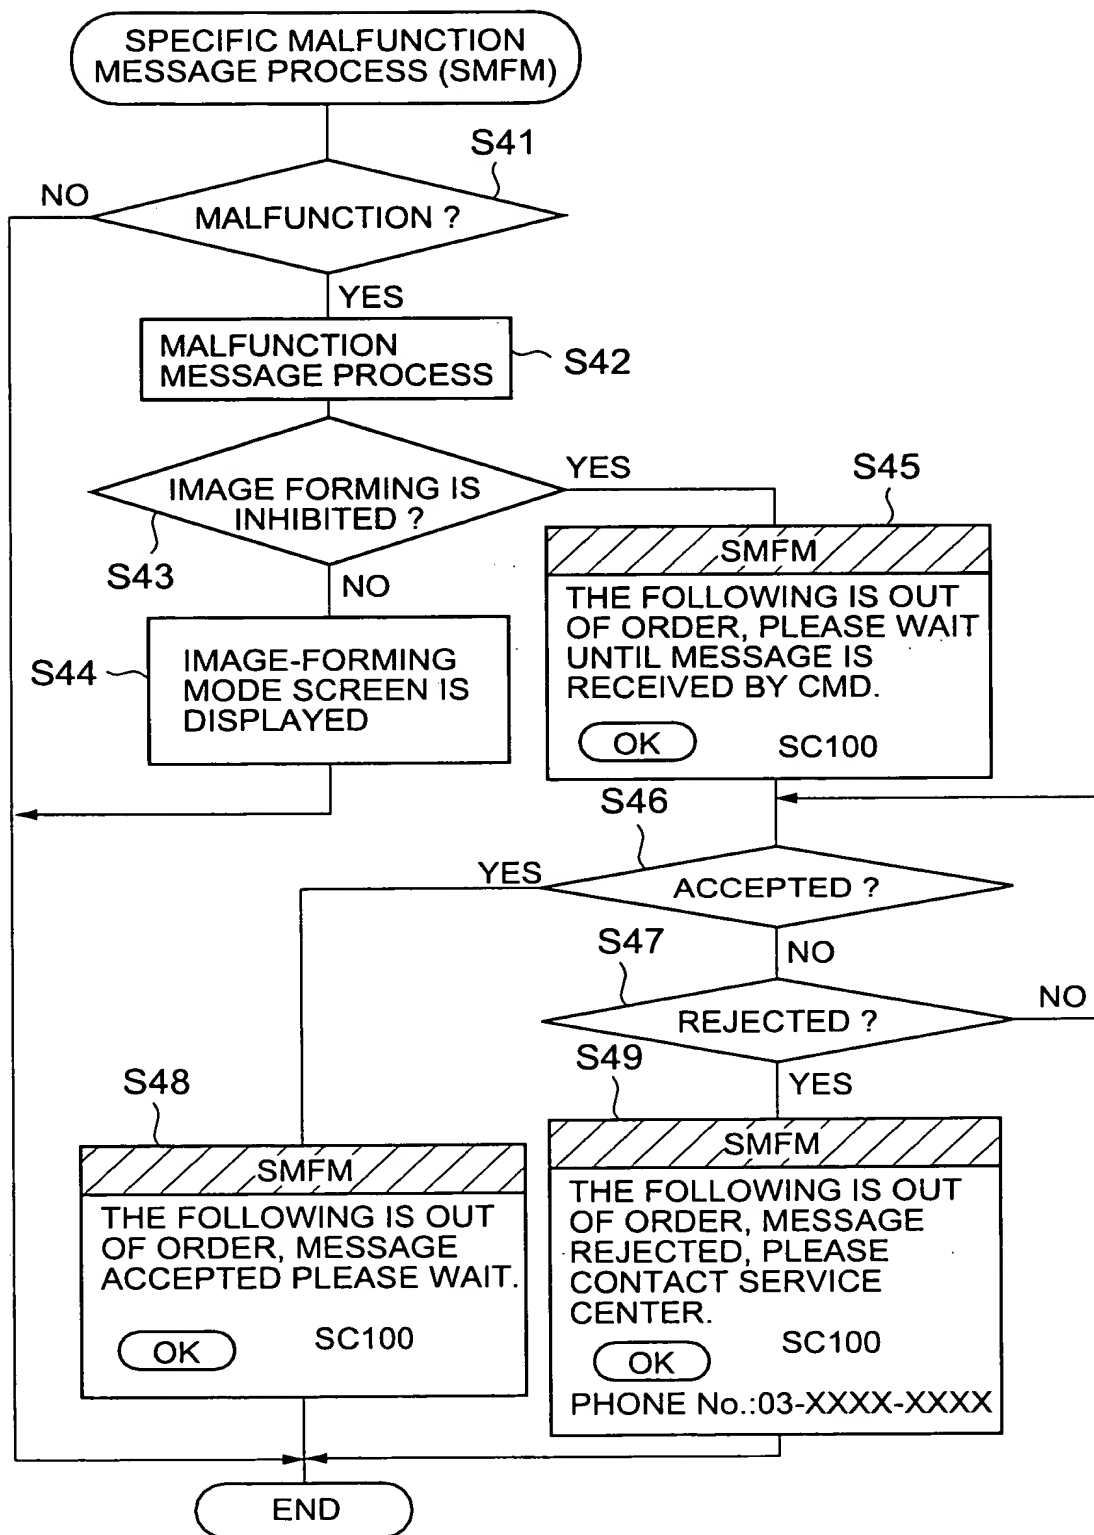 SPECIFIC MALFUNCTION
MESSAGE PROCESS (SMFM)
S41
NO
MALFUNCTION ?
YES
MALFUNCTION
MESSAGE PROCESS
S42
YES
S45
IMAGE FORMING IS
INHIBITED ?
S43
NO
SMFM
THE FOLLOWING IS OUT
OF ORDER, PLEASE WAIT
UNTIL MESSAGE IS
RECEIVED BY CMD.
OK
SC100
S44
IMAGE-FORMING
MODE SCREEN IS
DISPLAYED
S46
YES
ACCEPTED ?
S47
NO
REJECTED ?
NO
S48
S49
YES
SMFM
THE FOLLOWING IS OUT
OF ORDER, MESSAGE
ACCEPTED PLEASE WAIT.
OK
SC100
SMFM
THE FOLLOWING IS OUT
OF ORDER, MESSAGE
REJECTED, PLEASE
CONTACT SERVICE
CENTER.
OK
SC100
PHONE No.:03-XXXX-XXXX
END